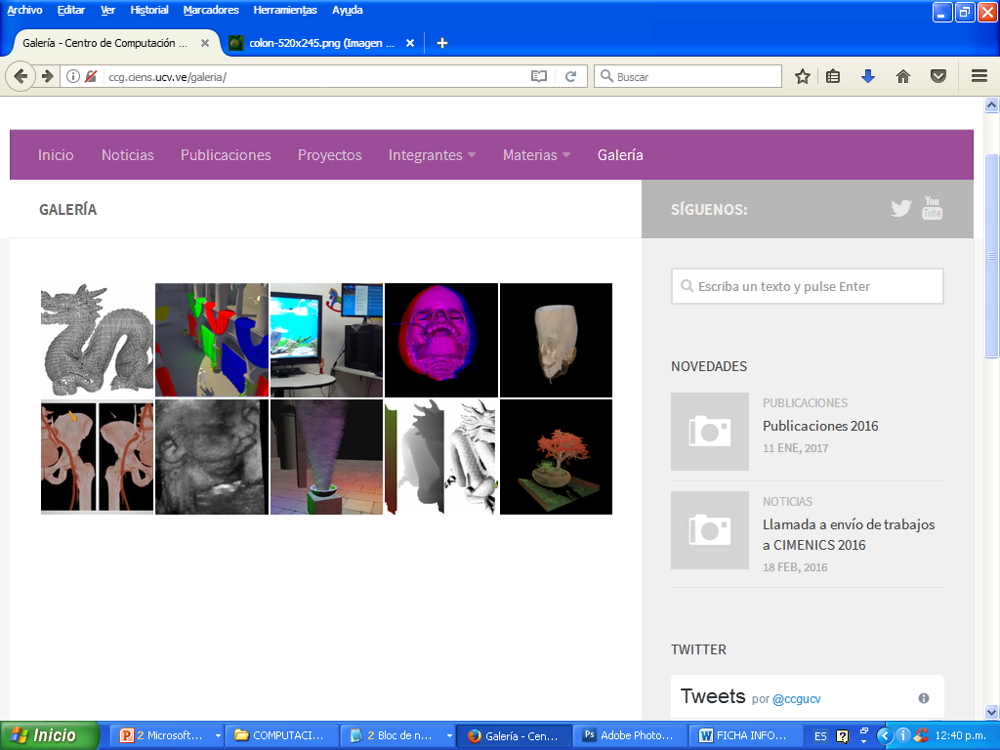 Archivo Editar Ver Historial Marcadores Herramientas Ayuda
Galería - Centro de Computación ...
colon-520x245.png (Imagen ...
ccg.ciens.ucv.ve/galeria/
Buscar
Inicio Noticias Publicaciones Proyectos Integrantes Materias Galería
GALERÍA
SÍGUENOS:
You
Tube
Escriba un texto y pulse Enter
NOVEDADES
PUBLICACIONES
Publicaciones 2016
11 ENE, 2017
NOTICIAS
Llamada a envío de trabajos
a CIMENICS 2016
18 FEB, 2016
TWITTER
Tweets por @ccgucv
Inicio
2 Microsoft...
COMPUTACI...
2 Bloc de n...
Galería - Cen...
Adobe Photo...
FICHA INFO...
ES
12:40 p.m.